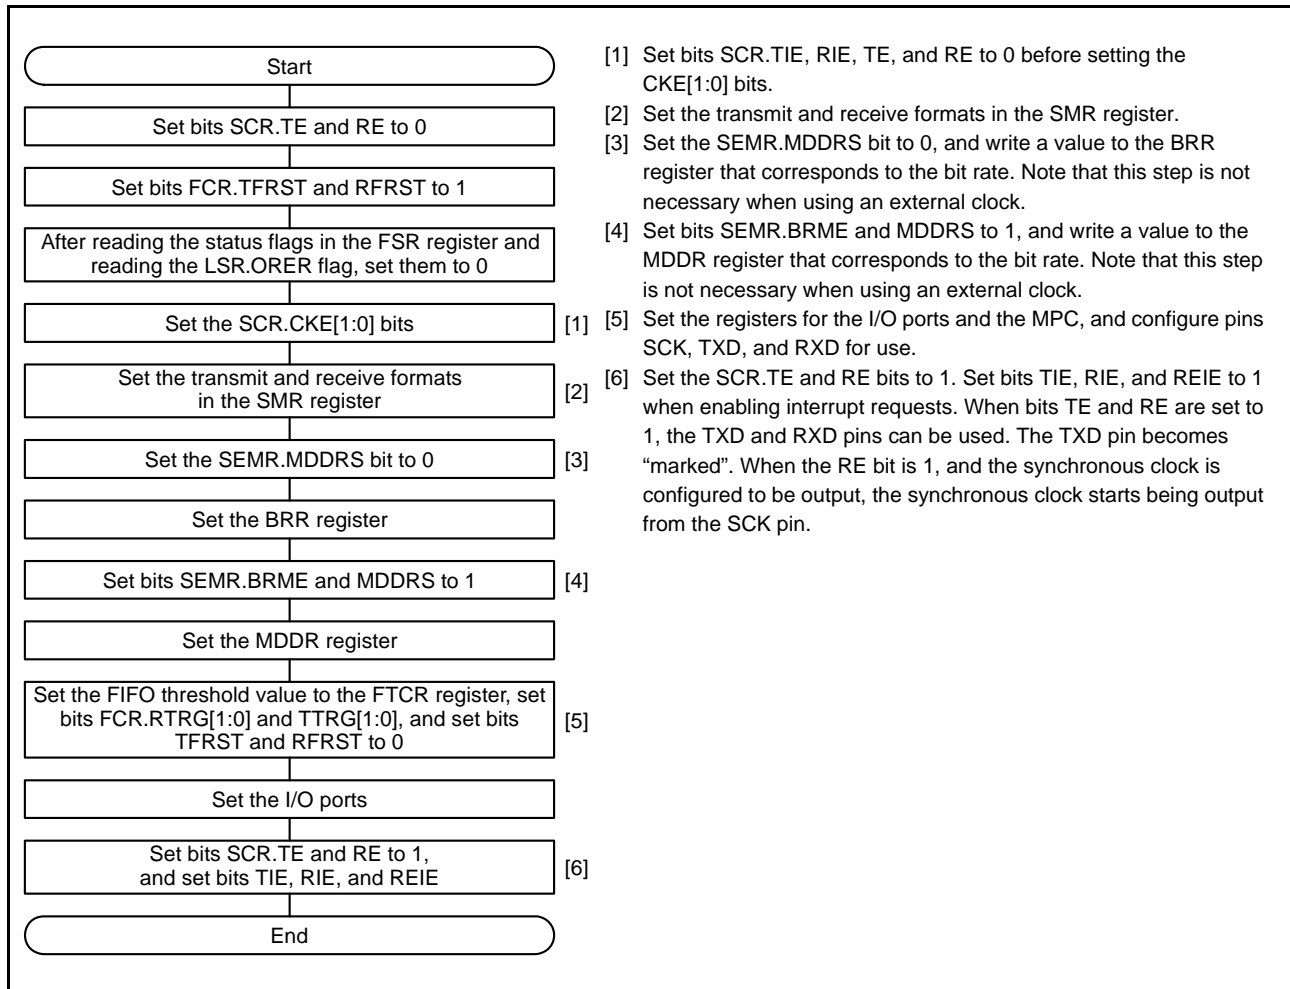 Start
Set bits SCR.TE and RE to 0
Set bits FCR.TFRST and RFRST to 1
After reading the status flags in the FSR register and
reading the LSR.ORER flag, set them to 0
Set the SCR.CKE[1:0] bits
[1]
Set the transmit and receive formats
in the SMR register
[2]
Set the SEMR.MDDRS bit to 0
[3]
Set the BRR register
Set bits SEMR.BRME and MDDRS to 1
[4]
Set the MDDR register
Set the FIFO threshold value to the FTCR register, set
bits FCR.RTRG[1:0] and TTRG[1:0], and set bits
TFRST and RFRST to 0
[5]
Set the I/O ports
Set bits SCR.TE and RE to 1,
and set bits TIE, RIE, and REIE
[6]
End
[1] Set bits SCR.TIE, RIE, TE, and RE to 0 before setting the
CKE[1:0] bits.
[2] Set the transmit and receive formats in the SMR register.
[3] Set the SEMR.MDDRS bit to 0, and write a value to the BRR
register that corresponds to the bit rate. Note that this step is not
necessary when using an external clock.
[4] Set bits SEMR.BRME and MDDRS to 1, and write a value to the
MDDR register that corresponds to the bit rate. Note that this step
is not necessary when using an external clock.
[5] Set the registers for the I/O ports and the MPC, and configure pins
SCK, TXD, and RXD for use.
[6] Set the SCR.TE and RE bits to 1. Set bits TIE, RIE, and REIE to 1
when enabling interrupt requests. When bits TE and RE are set to
1, the TXD and RXD pins can be used. The TXD pin becomes
“marked”. When the RE bit is 1, and the synchronous clock is
configured to be output, the synchronous clock starts being output
from the SCK pin.